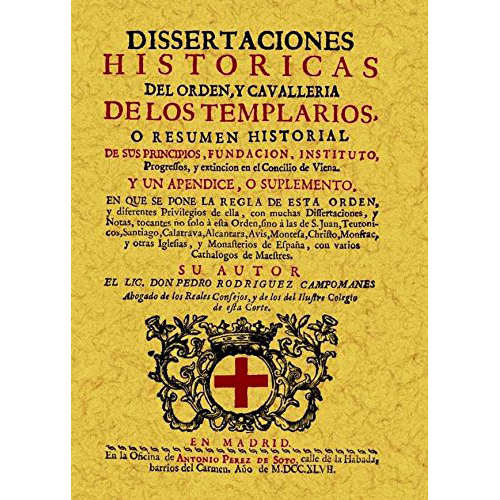 DISSERTACIONES
HISTORICAS
DEL ORDEN, Y CAVALLERIA
DE LOS TEMPLARIOS,
O RESUMEN HISTORIAL
DE SUS PRINCIPIOS, FUNDACION, INSTITUTO,
Progressos, y extincion en el Concilio de Viena.
Y UN APENDICE, O SUPLEMENTO,
EN QUE SE PONE LA REGLA DE ESTA ORDEN,
y diferentes Privilegios de ella, con muchas Dissertaciones, y
Notas, tocantes no solo à esta Orden, sino à las de S. Juan, Teutoni-
cos, Santiago, Calatrava, Alcantara, Avis, Montesa, Christo, Monfrac,
y otras Iglesias, y Monasterios de España, con varios
Cathalogos de Maestres.
SU AUTOR
EL LIC. DON PEDRO RODRIGUEZ CAMPOMANES
Abogado de los Reales Consejos, y de los del Ilustre Colegio
de esta Corte.
EN MADRID.
En la Oficina de ANTONIO PEREZ DE SOTO, calle de la Habada,
barrios del Carmen. Año de M.DCC.XLVII.